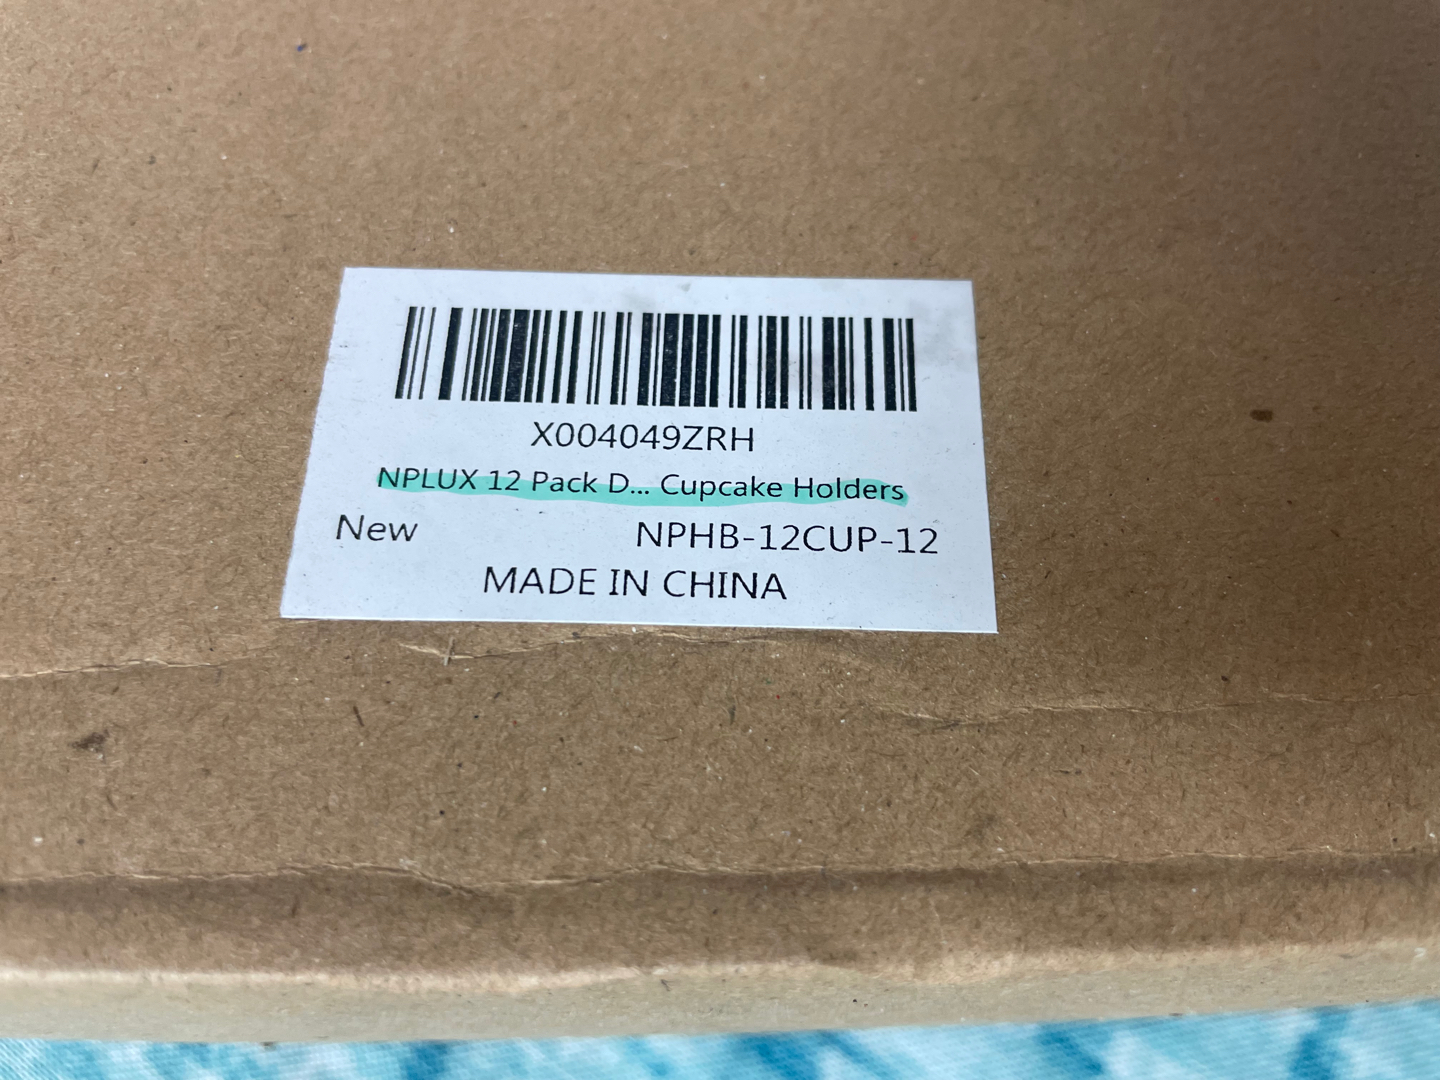 X004049ZRH
NPLUX 12 Pack D... Cupcake Holders
New NPHB-12CUP-12
MADE IN CHINA